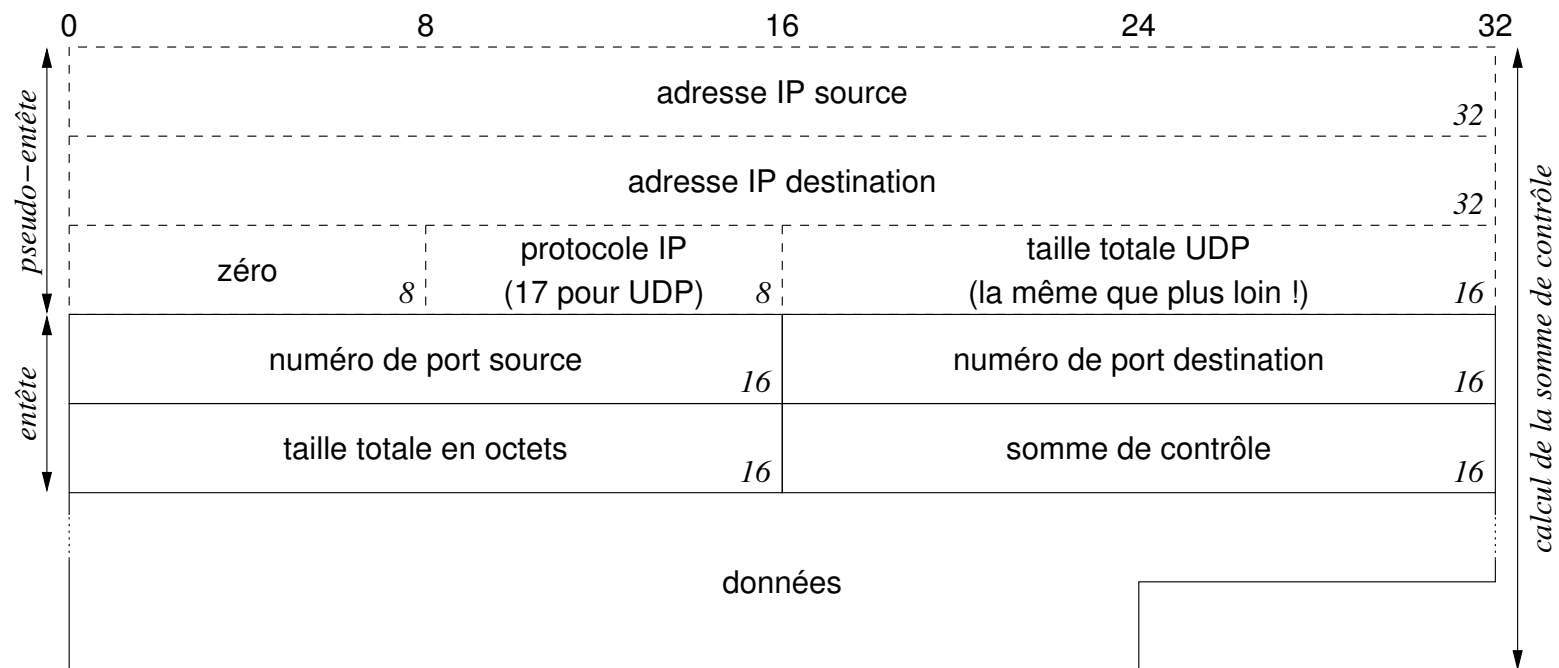 0 8 16 24 32
adresse IP source
32
adresse IP destination
32
zéro
8
protocole IP
(17 pour UDP)
8
taille totale UDP
(la même que plus loin !)
16
pseudo−entête
numéro de port source
16
numéro de port destination
16
taille totale en octets
16
somme de contrôle
16
entête
données
calcul de la somme de contrôle